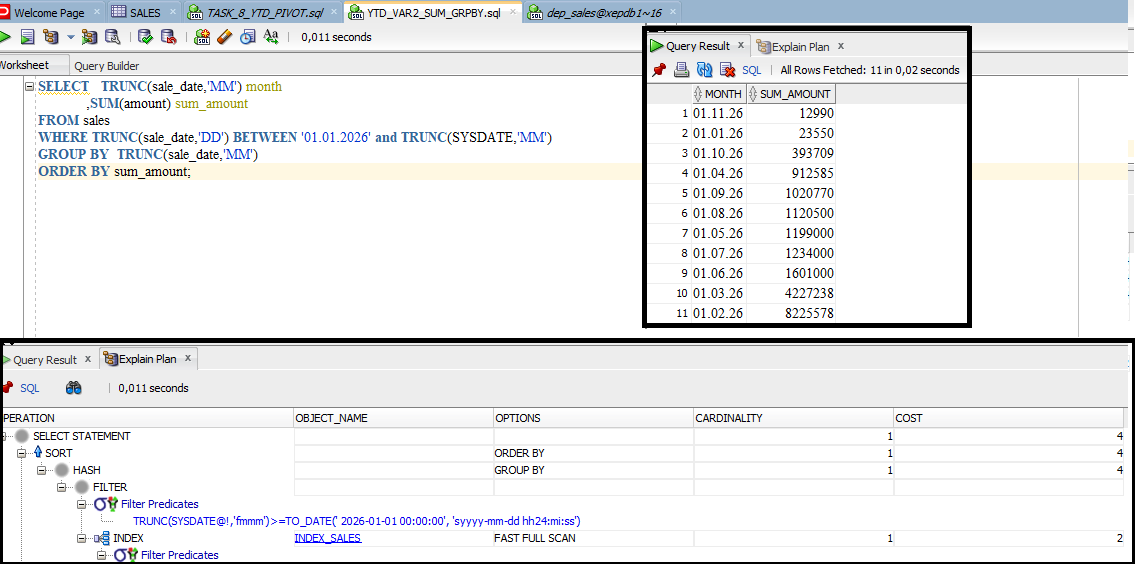 Welcome Page × SALES × TASK_8_YTD_PIVOT.sql × YTD_VAR2_SUM_GRPBY.sql × dep_sales@xepdb1~16 ×
SQL Aa 0,011 seconds
Worksheet Query Builder
SELECT TRUNC(sale_date,'MM') month
,SUM(amount) sum_amount
FROM sales
WHERE TRUNC(sale_date,'DD') BETWEEN '01.01.2026' and TRUNC(SYSDATE,'MM')
GROUP BY TRUNC(sale_date,'MM')
ORDER BY sum_amount;
Query Result × Explain Plan ×
SQL | All Rows Fetched: 11 in 0,02 seconds
MONTH SUM_AMOUNT
1 01.11.26 12990
2 01.01.26 23550
3 01.10.26 393709
4 01.04.26 912585
5 01.09.26 1020770
6 01.08.26 1120500
7 01.05.26 1199000
8 01.07.26 1234000
9 01.06.26 1601000
10 01.03.26 4227238
11 01.02.26 8225578
Query Result × Explain Plan ×
SQL | 0,011 seconds
PERATION OBJECT_NAME OPTIONS CARDINALITY COST
SELECT STATEMENT 1 4
SORT ORDER BY 1 4
HASH GROUP BY 1 4
FILTER
Filter Predicates
TRUNC(SYSDATE@!,'fmmm')>=TO_DATE(' 2026-01-01 00:00:00', 'syyyy-mm-dd hh24:mi:ss')
INDEX INDEX_SALES FAST FULL SCAN 1 2
Filter Predicates